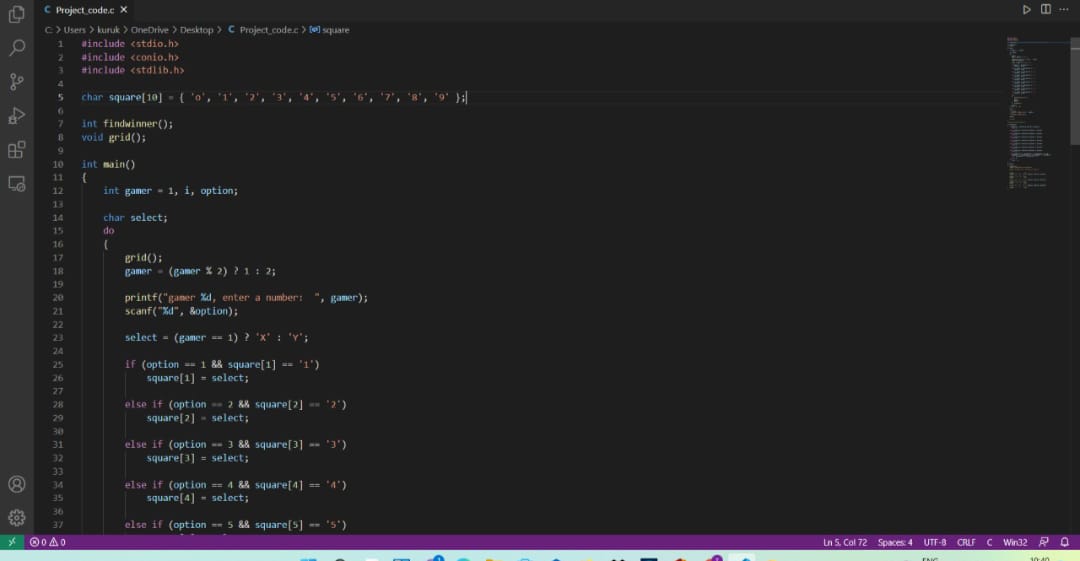 Project_code.c
C: > Users > kuruk > OneDrive > Desktop > C Project_code.c > square
1 #include <stdio.h>
2 #include <conio.h>
3 #include <stdlib.h>
4
5 char square[10] = { 'o', '1', '2', '3', '4', '5', '6', '7', '8', '9' };
6
7 int findwinner();
8 void grid();
9
10 int main()
11 {
12 int gamer = 1, i, option;
13
14 char select;
15 do
16 {
17 grid();
18 gamer = (gamer % 2) ? 1 : 2;
19
20 printf("gamer %d, enter a number:  ", gamer);
21 scanf("%d", &option);
22
23 select = (gamer == 1) ? 'X' : 'Y';
24
25 if (option == 1 && square[1] == '1')
26 square[1] = select;
27
28 else if (option == 2 && square[2] == '2')
29 square[2] = select;
30
31 else if (option == 3 && square[3] == '3')
32 square[3] = select;
33
34 else if (option == 4 && square[4] == '4')
35 square[4] = select;
36
37 else if (option == 5 && square[5] == '5')
0 0 Ln 5, Col 72 Spaces: 4 UTF-8 CRLF C Win32
ENG 10:40